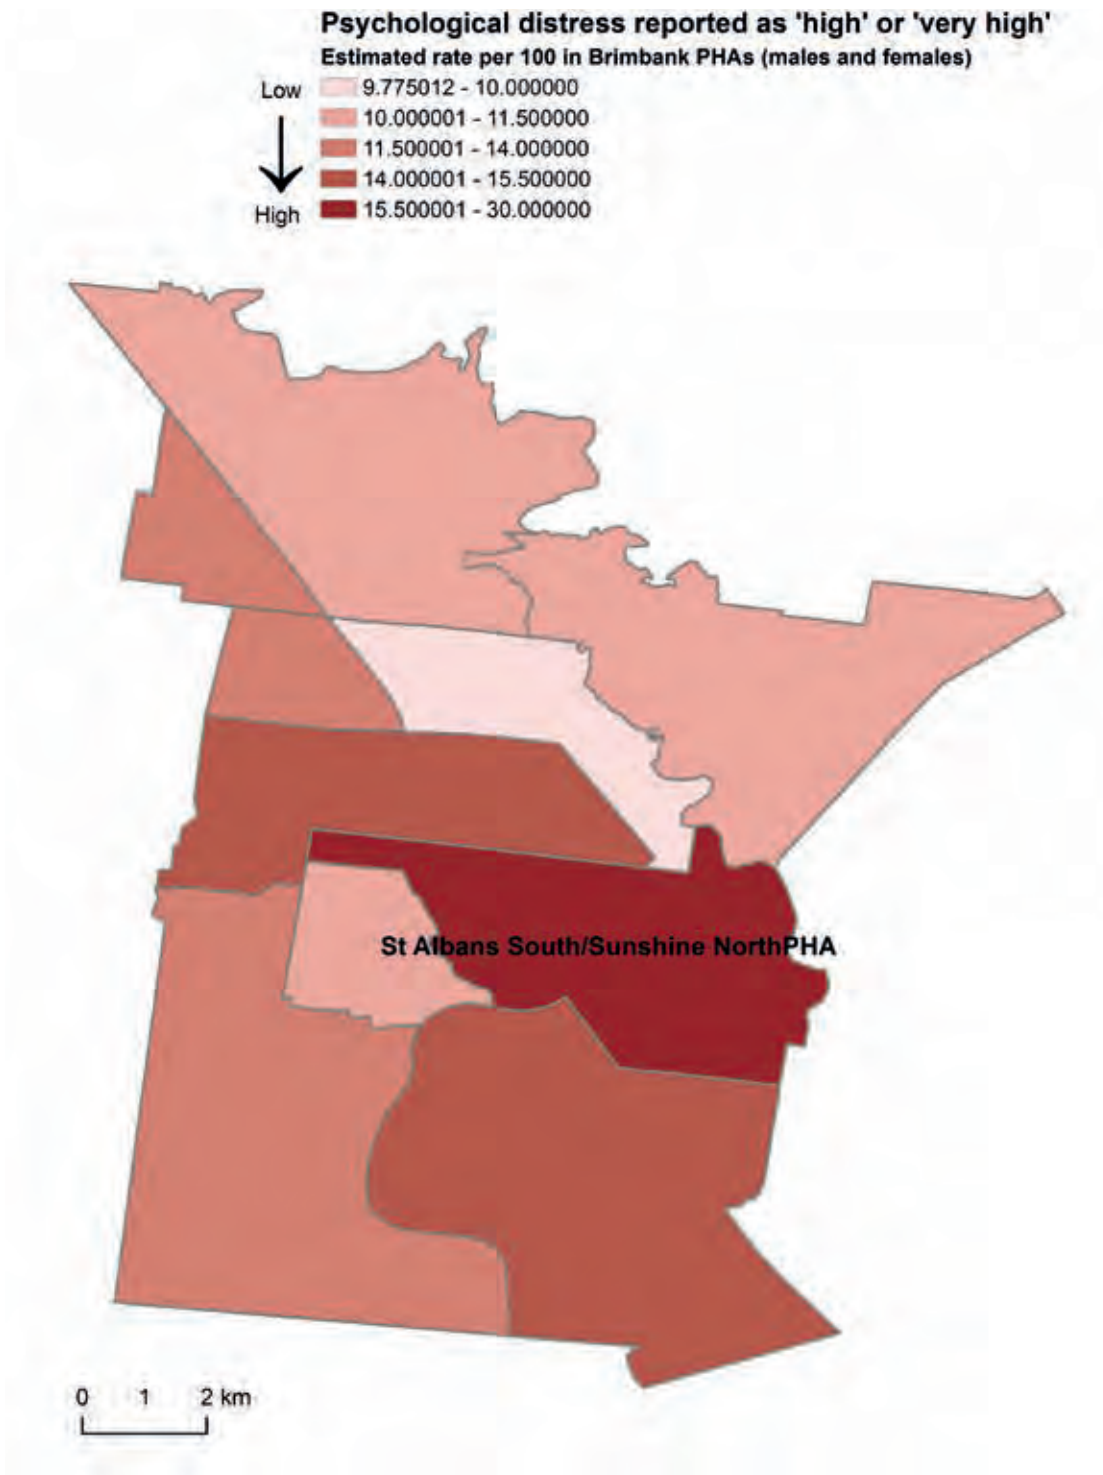 Psychological distress reported as 'high' or 'very high'
Estimated rate per 100 in Brimbank PHAs (males and females)
Low
9.775012 - 10.000000
10.000001 - 11.500000
11.500001 - 14.000000
14.000001 - 15.500000
High
15.500001 - 30.000000
St Albans South/Sunshine NorthPHA
0 1 2 km